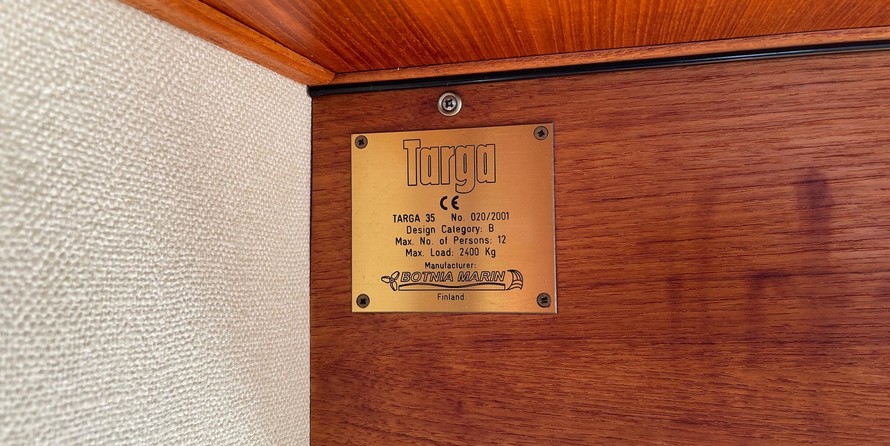 Targa
CE
TARGA 35 No. 020/2001
Design Category: B
Max. No. of Persons: 12
Max. Load: 2400 Kg
Manufacturer:
BOTNIA MARIN
Finland